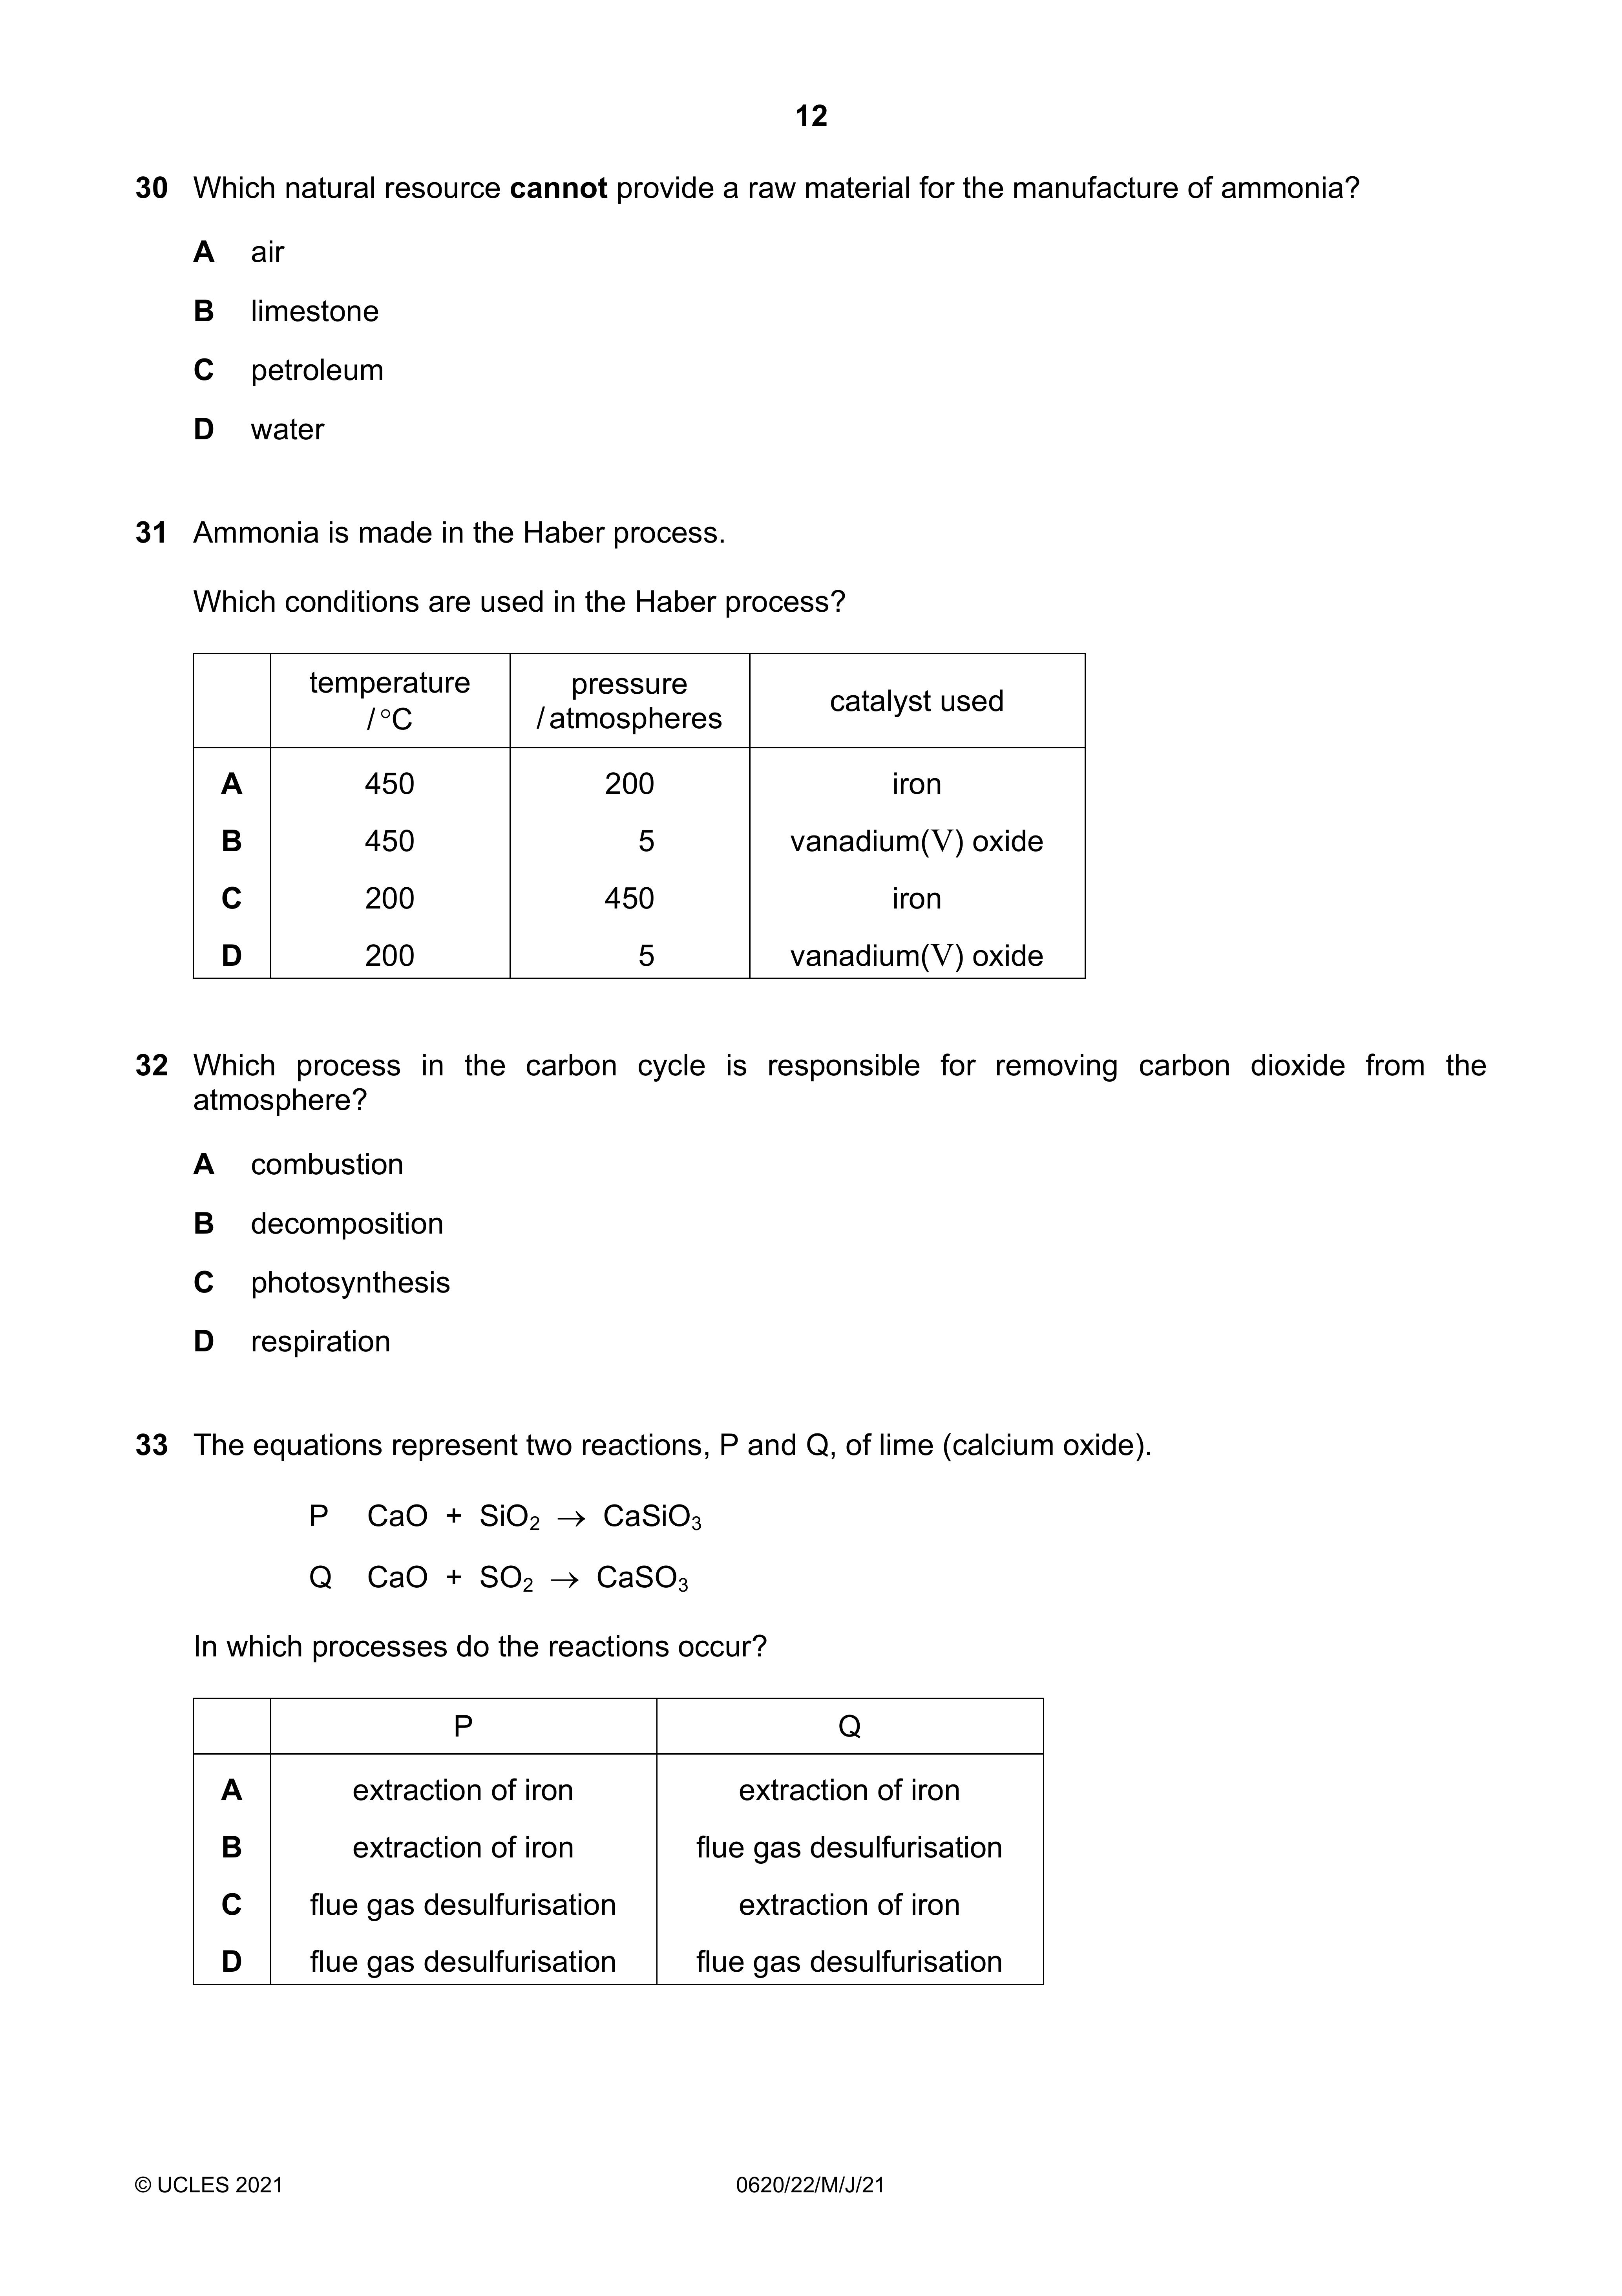 12
30 Which natural resource cannot provide a raw material for the manufacture of ammonia?
A air
B limestone
C petroleum
D water
31 Ammonia is made in the Haber process.
Which conditions are used in the Haber process?
temperature / °C pressure / atmospheres catalyst used
A 450 200 iron
B 450 5 vanadium(V) oxide
C 200 450 iron
D 200 5 vanadium(V) oxide
32 Which process in the carbon cycle is responsible for removing carbon dioxide from the
atmosphere?
A combustion
B decomposition
C photosynthesis
D respiration
33 The equations represent two reactions, P and Q, of lime (calcium oxide).
P CaO + SiO₂ → CaSiO₃
Q CaO + SO₂ → CaSO₃
In which processes do the reactions occur?
P Q
A extraction of iron extraction of iron
B extraction of iron flue gas desulfurisation
C flue gas desulfurisation extraction of iron
D flue gas desulfurisation flue gas desulfurisation
© UCLES 2021 0620/22/M/J/21